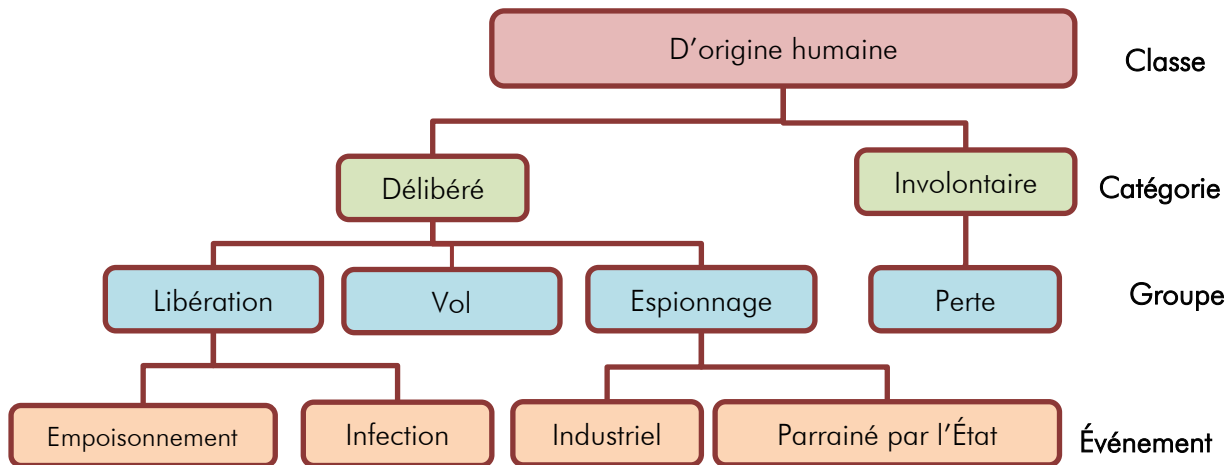 D’origine humaine
Classe
Délibéré
Involontaire
Catégorie
Libération
Vol
Espionnage
Perte
Groupe
Empoisonnement
Infection
Industriel
Parrainé par l’État
Événement